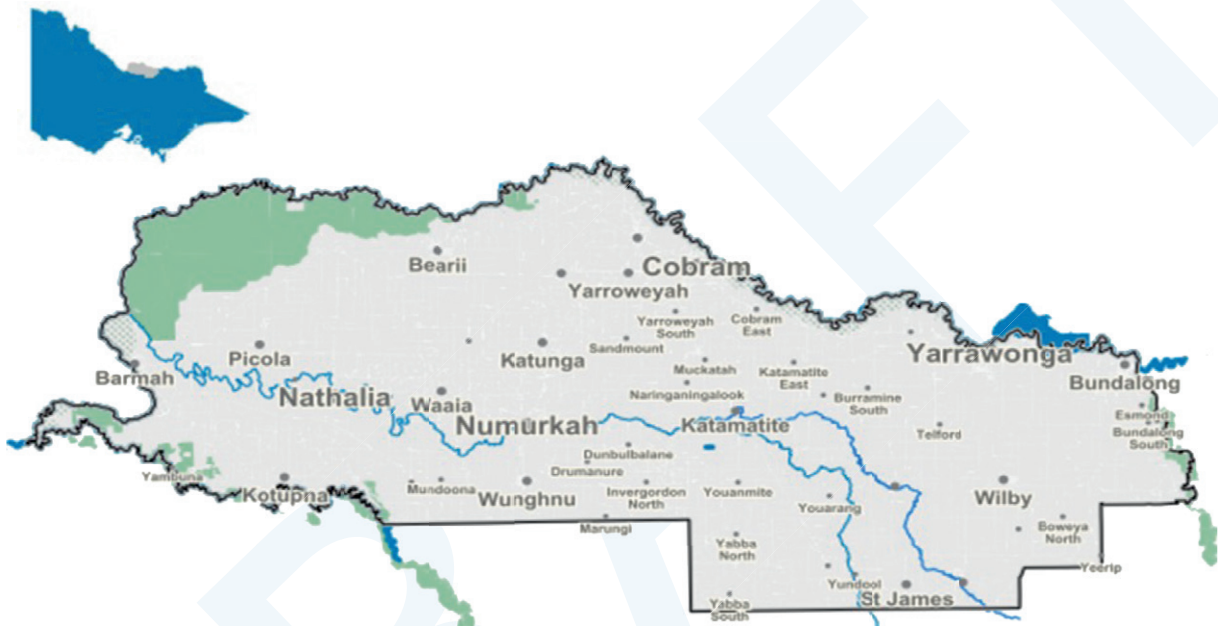 Bearii
Cobram
Yarroweyah
Yarroweyah
South
Cobram
East
Sandmount
Picola
Katunga
Yarrawonga
Barmah
Muckatah
Katamatite
East
Bundalong
Nathalia
Waaia
Naringaningalook
Burramine
South
Esmond
Bundalong
South
Numurkah
Katamatite
Telford
Dunbulbalane
Drumanure
Yambuna
Kotupna
Mundoona
Wunghnu
Invergordon
North
Youanmite
Youarang
Wilby
Marungi
Boweya
North
Yabba
North
Yeerip
Yundool
St James
Yabba
South